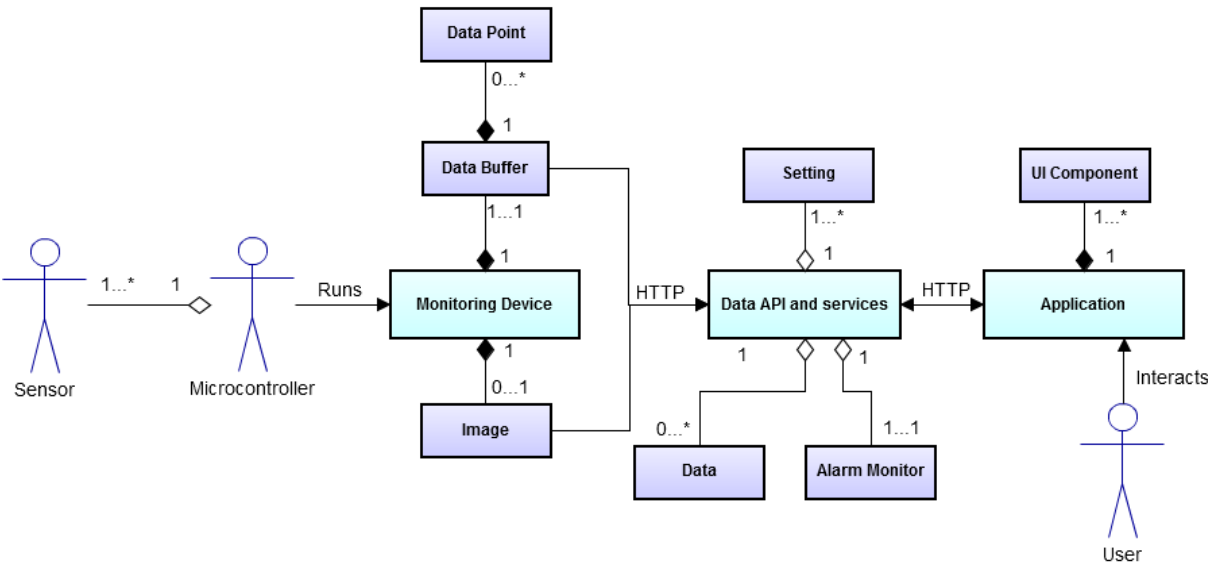 Data Point
0...*
1
Data Buffer
Setting
UI Component
1...1
1...*
1...*
1
1
1
1...*
1
Runs
Monitoring Device
HTTP
Data API and services
HTTP
Application
1
1
1
Sensor
Microcontroller
0...1
Interacts
Image
0...*
1...1
Data
Alarm Monitor
User